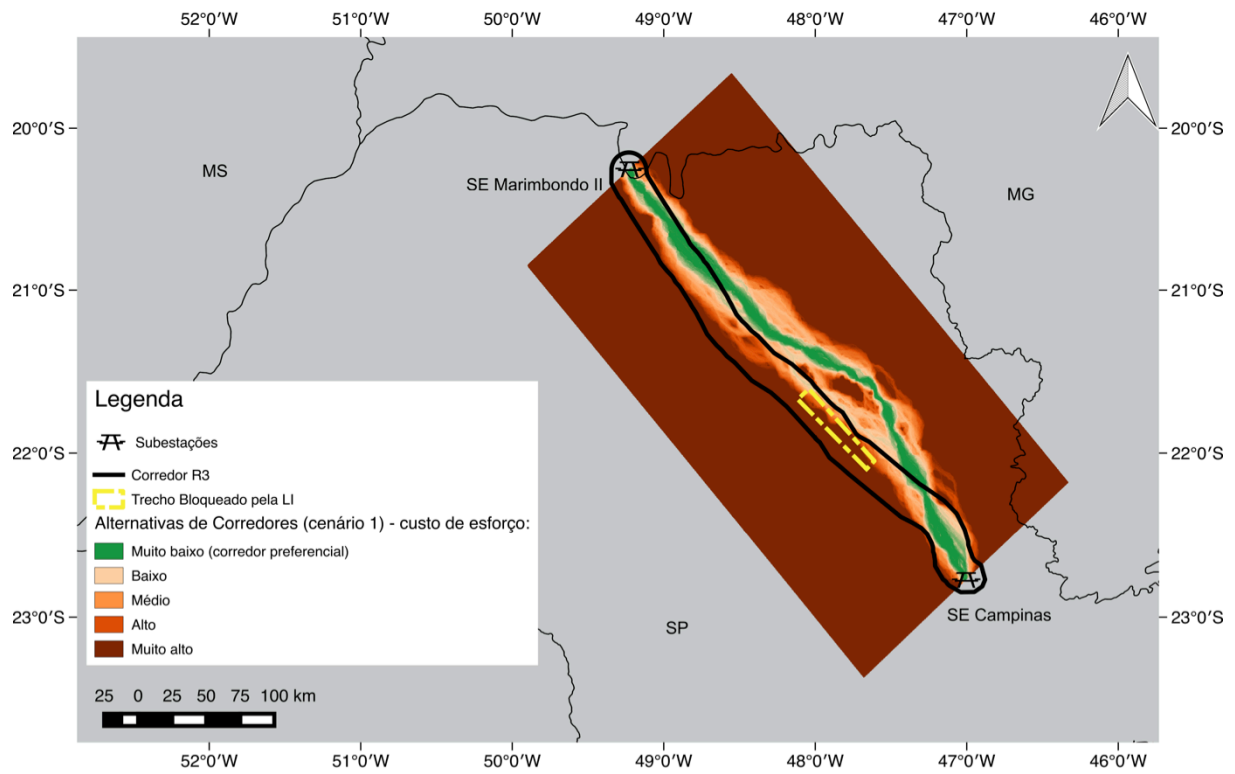 52°0′W 51°0′W 50°0′W 49°0′W 48°0′W 47°0′W 46°0′W
20°0′S 20°0′S
MS
SE Marimbondo II
MG
21°0′S 21°0′S
Legenda
Subestações
Corredor R3
Trecho Bloqueado pela LI
Alternativas de Corredores (cenário 1) - custo de esforço:
Muito baixo (corredor preferencial)
Baixo
Médio
Alto
Muito alto
22°0′S 22°0′S
SE Campinas
23°0′S 23°0′S
SP
25 0 25 50 75 100 km
52°0′W 51°0′W 50°0′W 49°0′W 48°0′W 47°0′W 46°0′W